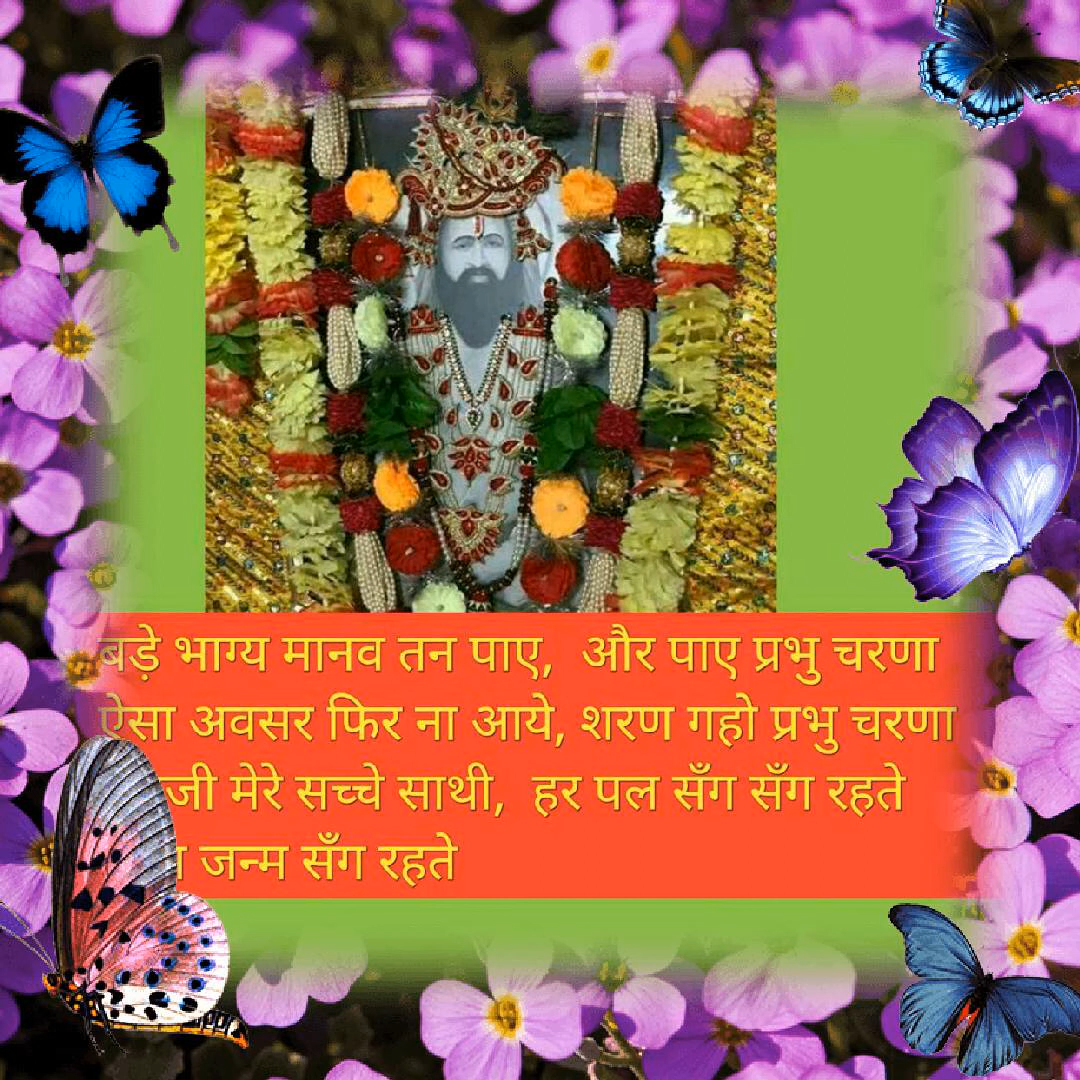 बड़े भाग्य मानव तन पाए, और पाए प्रभु चरणा
ऐसा अवसर फिर ना आये, शरण गहो प्रभु चरणा
जी मेरे सच्चे साथी, हर पल सँग सँग रहते
जन्म सँग रहते